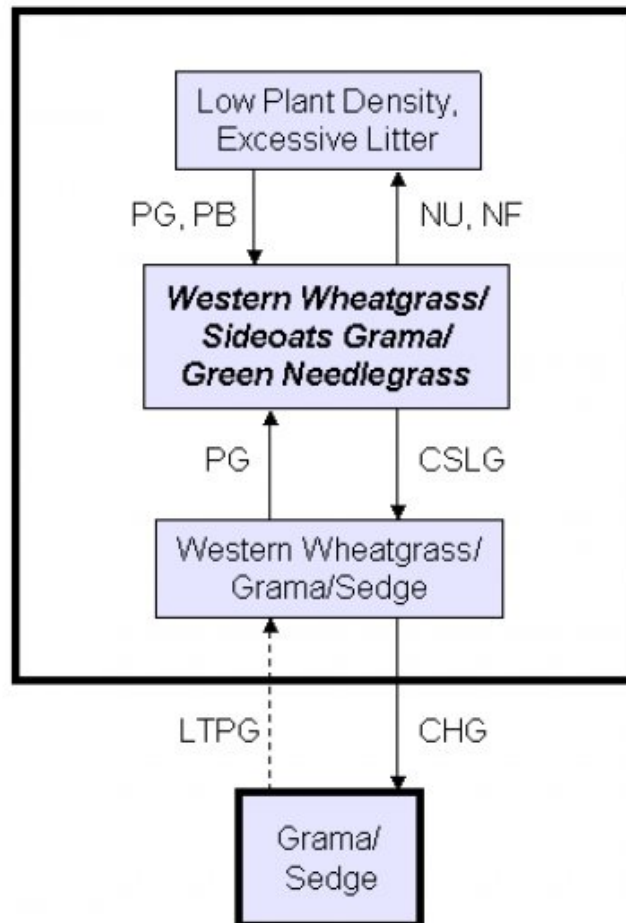 Low Plant Density,
Excessive Litter
PG, PB
NU, NF
Western Wheatgrass/
Sideoats Grama/
Green Needlegrass
PG
CSLG
Western Wheatgrass/
Grama/Sedge
LTPG
CHG
Grama/
Sedge